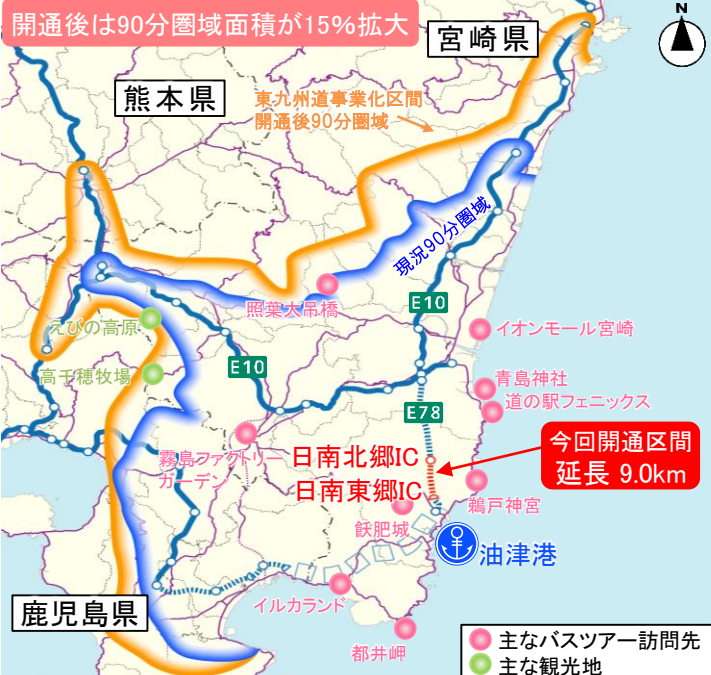 開通後は90分圏域面積が15%拡大
N
宮崎県
熊本県
東九州道事業化区間
開通後90分圏域
現況90分圏域
照葉大吊橋
E10
えびの高原
イオンモール宮崎
高千穂牧場
E10
青島神社
道の駅フェニックス
E78
今回開通区間
延長 9.0km
霧島ファクトリー
ガーデン
日南北郷IC
日南東郷IC
鵜戸神宮
飫肥城
油津港
イルカランド
鹿児島県
都井岬
主なバスツアー訪問先
主な観光地